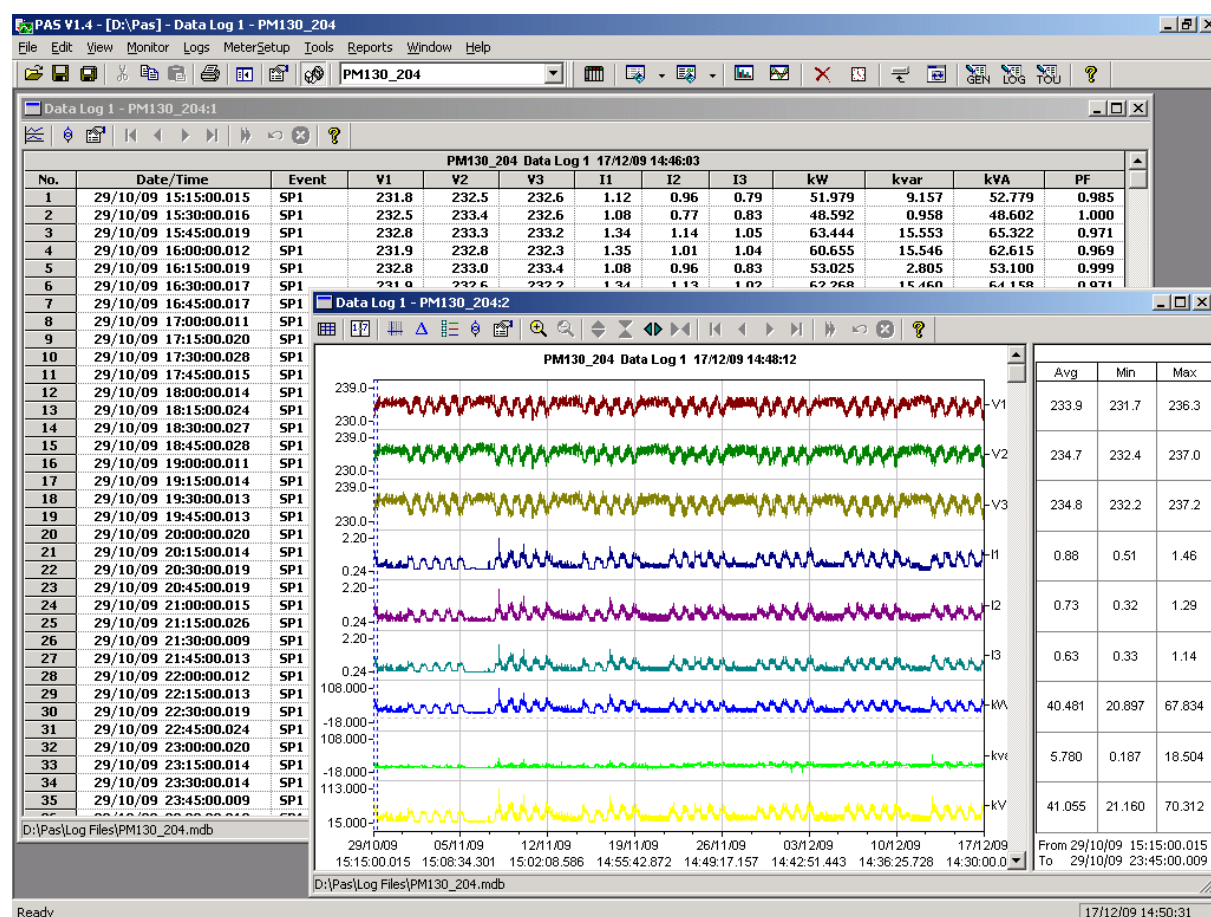 PAS V1.4 - [D:\Pas] - Data Log 1 - PM130_204
File Edit View Monitor Logs MeterSetup Tools Reports Window Help
PM130_204 GEN LOG TOU
Data Log 1 - PM130_204:1
PM130_204 Data Log 1 17/12/09 14:46:03
No. Date/Time Event V1 V2 V3 I1 I2 I3 kW kvar kVA PF
1 29/10/09 15:15:00.015 SP1 231.8 232.5 232.6 1.12 0.96 0.79 51.979 9.157 52.779 0.985
2 29/10/09 15:30:00.016 SP1 232.5 233.4 232.6 1.08 0.77 0.83 48.592 0.958 48.602 1.000
3 29/10/09 15:45:00.019 SP1 232.8 233.3 233.2 1.34 1.14 1.05 63.444 15.553 65.322 0.971
4 29/10/09 16:00:00.012 SP1 231.9 232.8 232.3 1.35 1.01 1.04 60.655 15.546 62.615 0.969
5 29/10/09 16:15:00.019 SP1 232.8 233.0 233.4 1.08 0.96 0.83 53.025 2.805 53.100 0.999
6 29/10/09 16:30:00.017 SP1 231.9 232.6 232.2 1.34 1.13 1.02 62.268 15.460 64.158 0.971
7 29/10/09 16:45:00.017 SP1
8 29/10/09 17:00:00.011 SP1
9 29/10/09 17:15:00.020 SP1
10 29/10/09 17:30:00.028 SP1
11 29/10/09 17:45:00.015 SP1
12 29/10/09 18:00:00.014 SP1
13 29/10/09 18:15:00.024 SP1
14 29/10/09 18:30:00.027 SP1
15 29/10/09 18:45:00.028 SP1
16 29/10/09 19:00:00.011 SP1
17 29/10/09 19:15:00.014 SP1
18 29/10/09 19:30:00.013 SP1
19 29/10/09 19:45:00.013 SP1
20 29/10/09 20:00:00.020 SP1
21 29/10/09 20:15:00.014 SP1
22 29/10/09 20:30:00.019 SP1
23 29/10/09 20:45:00.019 SP1
24 29/10/09 21:00:00.015 SP1
25 29/10/09 21:15:00.026 SP1
26 29/10/09 21:30:00.009 SP1
27 29/10/09 21:45:00.013 SP1
28 29/10/09 22:00:00.012 SP1
29 29/10/09 22:15:00.013 SP1
30 29/10/09 22:30:00.019 SP1
31 29/10/09 22:45:00.024 SP1
32 29/10/09 23:00:00.020 SP1
33 29/10/09 23:15:00.014 SP1
34 29/10/09 23:30:00.014 SP1
35 29/10/09 23:45:00.009 SP1
D:\Pas\Log Files\PM130_204.mdb
Data Log 1 - PM130_204:2
PM130_204 Data Log 1 17/12/09 14:48:12
Avg Min Max
239.0
V1 233.9 231.7 236.3
230.0
239.0
V2 234.7 232.4 237.0
230.0
239.0
V3 234.8 232.2 237.2
230.0
2.20
I1 0.88 0.51 1.46
0.24
2.20
I2 0.73 0.32 1.29
0.24
2.20
I3 0.63 0.33 1.14
0.24
108.000
kW 40.481 20.897 67.834
-18.000
108.000
kva 5.780 0.187 18.504
-18.000
113.000
kV 41.055 21.160 70.312
15.000
29/10/09 05/11/09 12/11/09 19/11/09 26/11/09 03/12/09 10/12/09 17/12/09
15:15:00.015 15:08:34.301 15:02:08.586 14:55:42.872 14:49:17.157 14:42:51.443 14:36:25.728 14:30:00.0
From 29/10/09 15:15:00.015
To 29/10/09 23:45:00.009
D:\Pas\Log Files\PM130_204.mdb
Ready 17/12/09 14:50:31